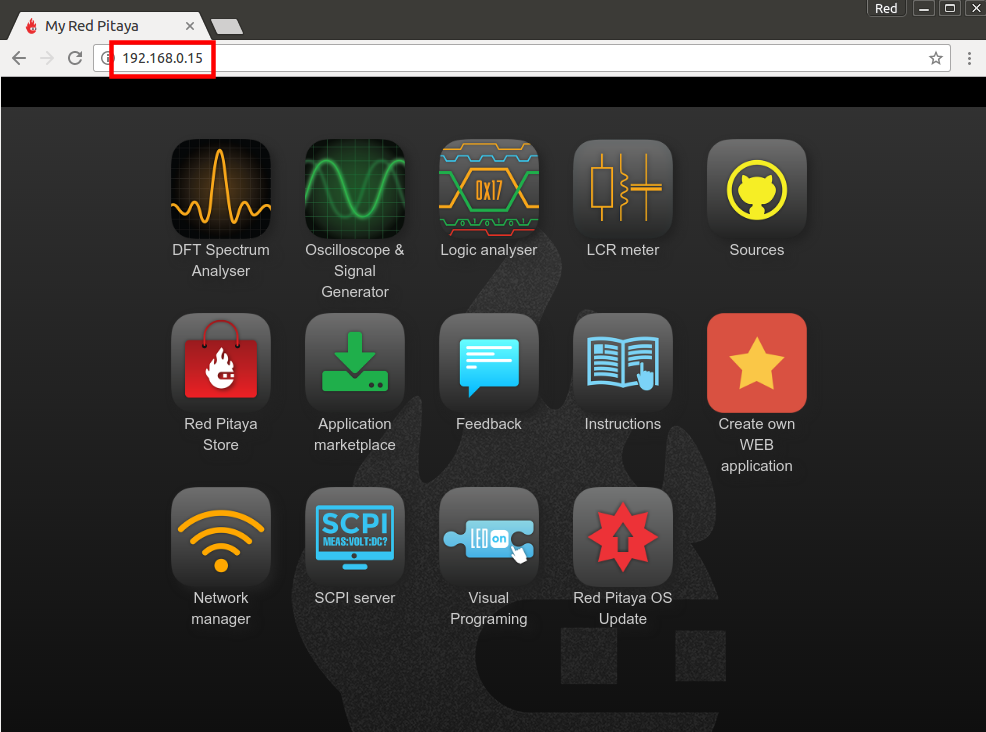 Red
My Red Pitaya
192.168.0.15
0X17
DFT Spectrum
Analyser
Oscilloscope &
Signal
Generator
Logic analyser
LCR meter
Sources
Red Pitaya
Store
Application
marketplace
Feedback
Instructions
Create own
WEB
application
SCPI
MEAS:VOLT:DC?
LED on
Network
manager
SCPI server
Visual
Programing
Red Pitaya OS
Update